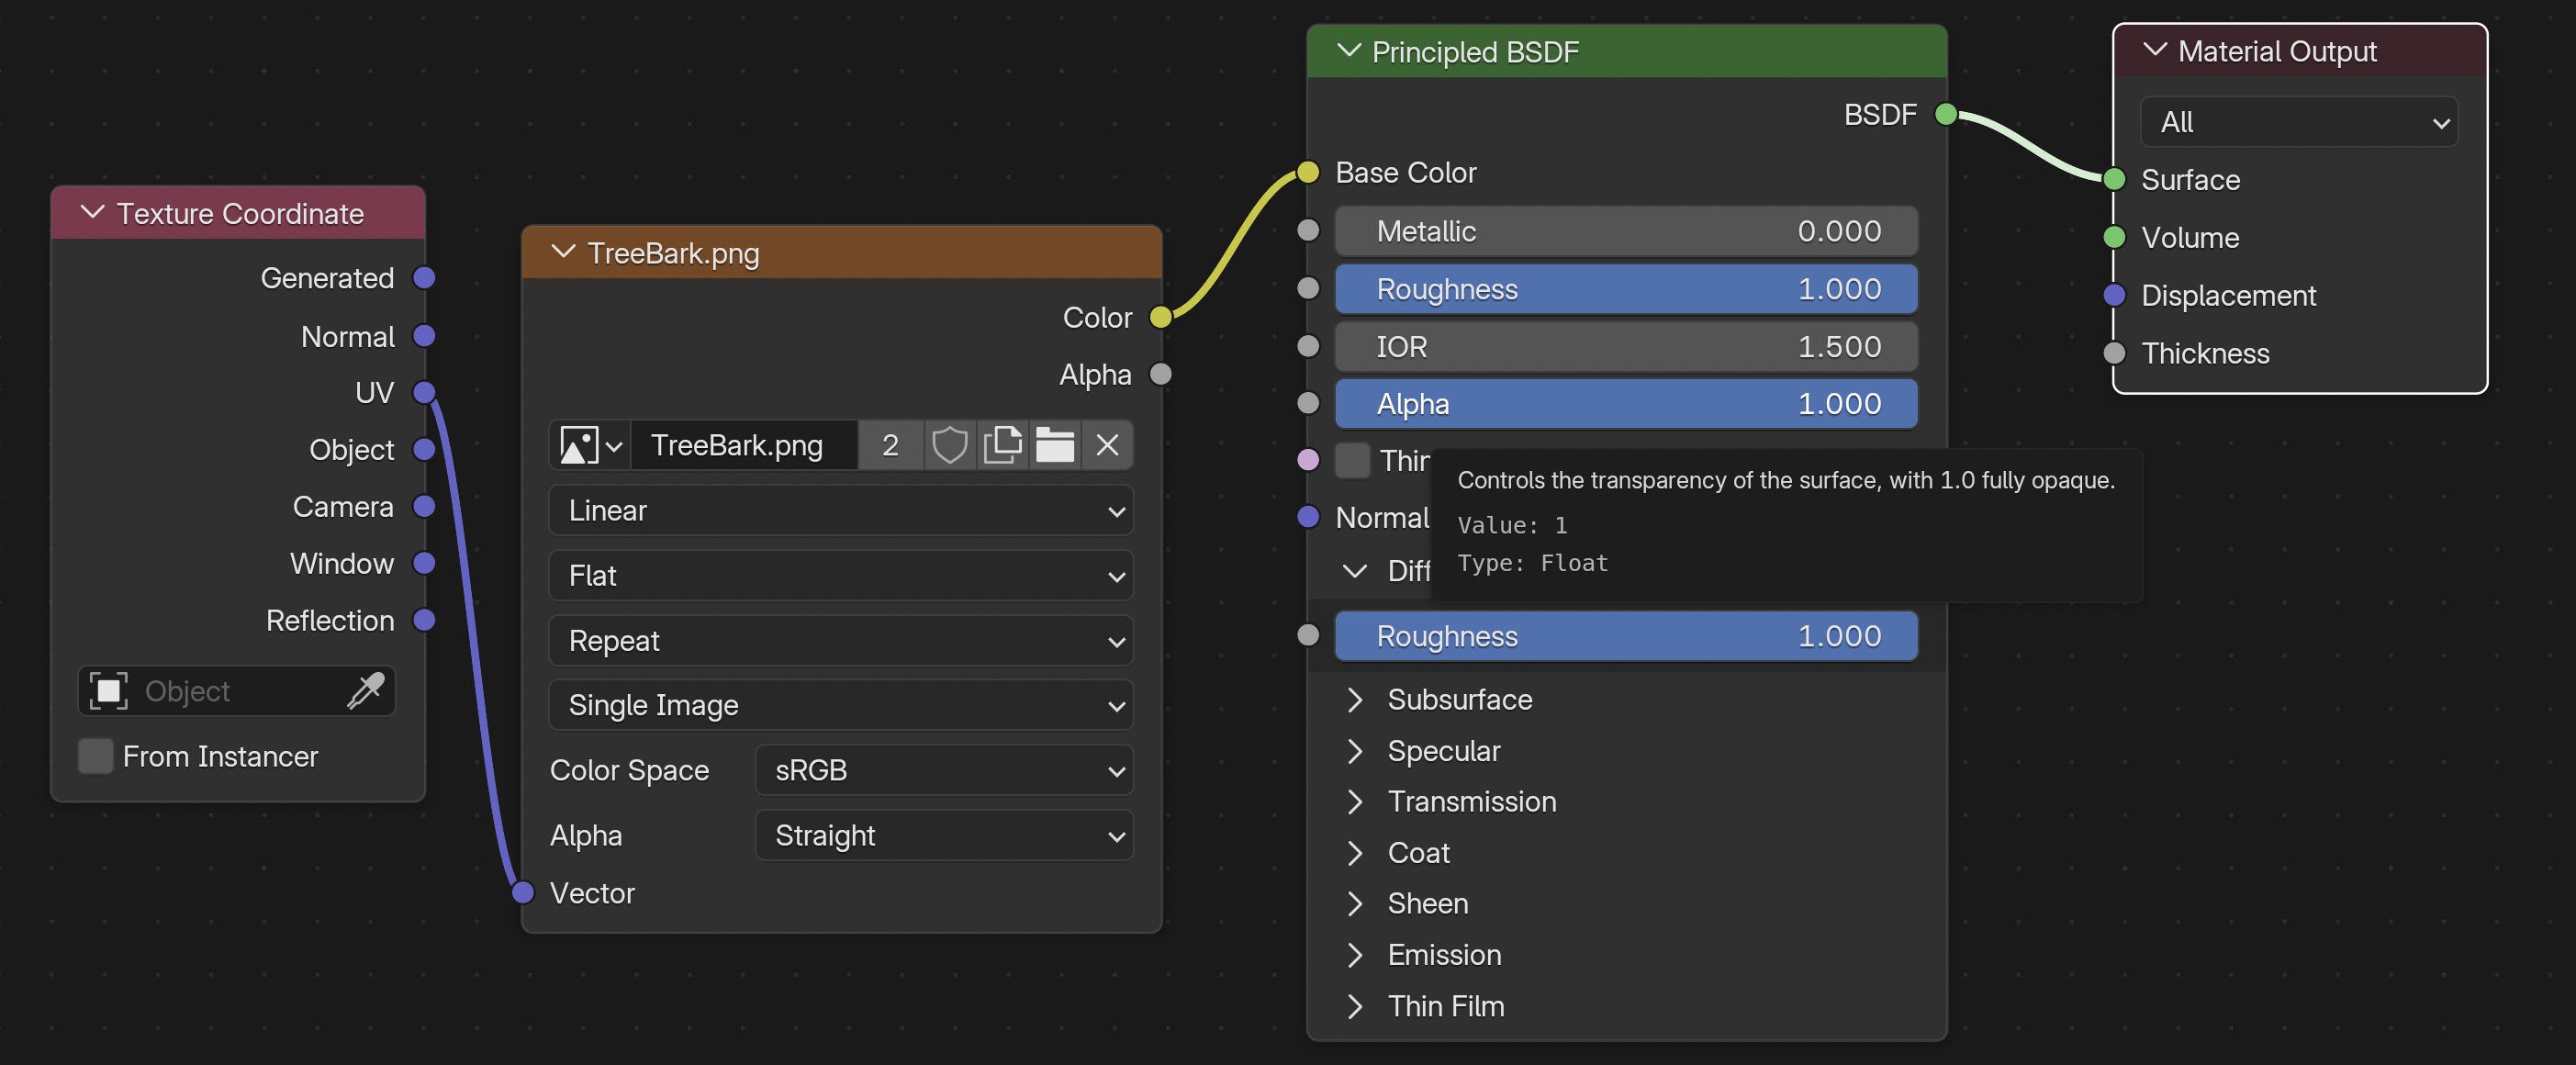 Texture Coordinate
Generated
Normal
UV
Object
Camera
Window
Reflection
Object
From Instancer
TreeBark.png
Color
Alpha
TreeBark.png 2
Linear
Flat
Repeat
Single Image
Color Space sRGB
Alpha Straight
Vector
Principled BSDF
BSDF
Base Color
Metallic 0.000
Roughness 1.000
IOR 1.500
Alpha 1.000
Thin
Normal
Diff
Controls the transparency of the surface, with 1.0 fully opaque.
Value: 1
Type: Float
Roughness 1.000
Subsurface
Specular
Transmission
Coat
Sheen
Emission
Thin Film
Material Output
All
Surface
Volume
Displacement
Thickness